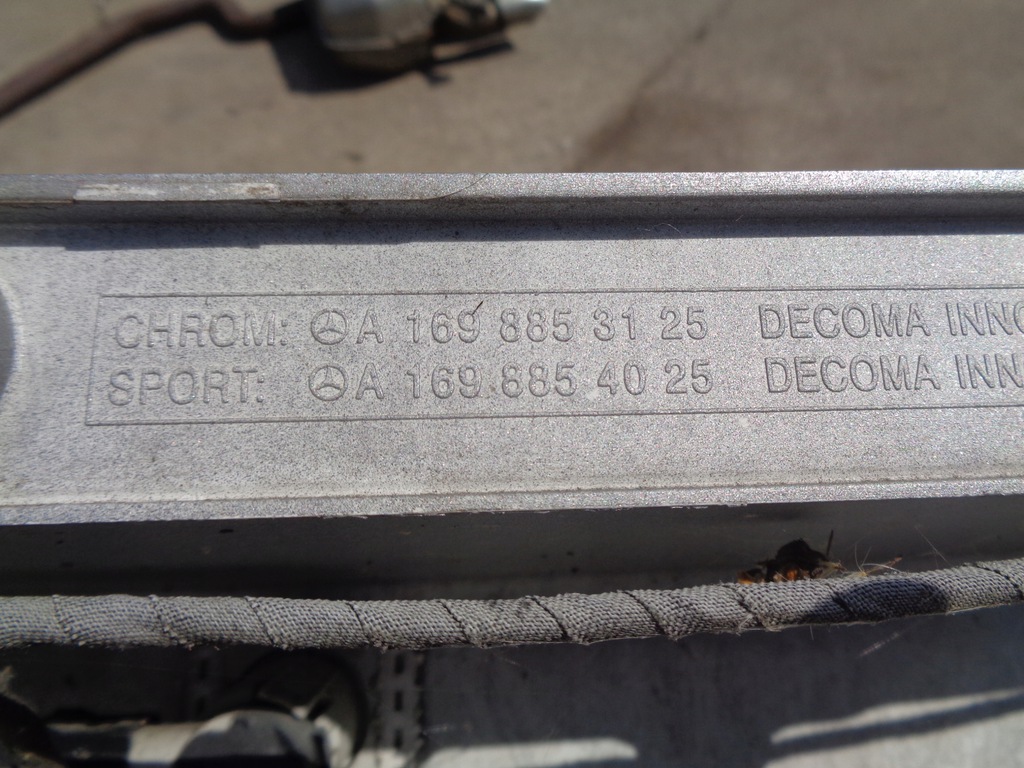 CHROM: A 169 885 31 25 DECOMA
SPORT: A 169 885 40 25 DECOMA